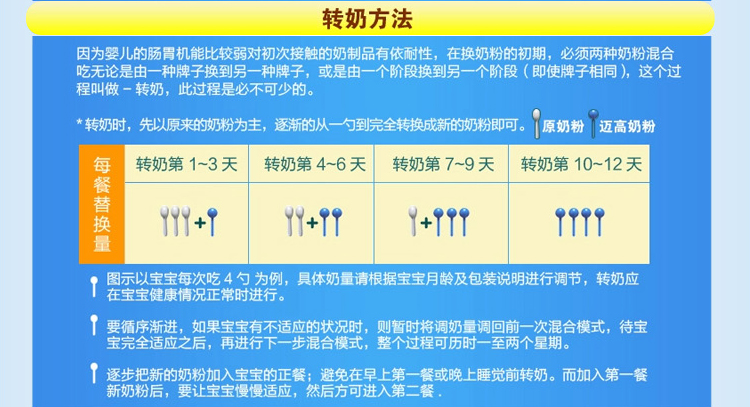 转奶方法
因为婴儿的肠胃机能比较弱对初次接触的奶制品有依耐性，在换奶粉的初期，必须两种奶粉混合
吃无论是由一种牌子换到另一种牌子，或是由一个阶段换到另一个阶段（即使牌子相同），这个过
程叫做－转奶，此过程是必不可少的。
*转奶时，先以原来的奶粉为主，逐渐的从一勺到完全转换成新的奶粉即可。 原奶粉 迈高奶粉
每餐替换量
转奶第 1~3 天 转奶第 4~6 天 转奶第 7~9 天 转奶第 10~12 天
+ + +
图示以宝宝每次吃 4 勺 为例，具体奶量请根据宝宝月龄及包装说明进行调节，转奶应
在宝宝健康情况正常时进行。
要循序渐进，如果宝宝有不适应的状况时，则暂时将调奶量调回前一次混合模式，待宝
宝完全适应之后，再进行下一步混合模式，整个过程可历时一至两个星期。
逐步把新的奶粉加入宝宝的正餐；避免在早上第一餐或晚上睡觉前转奶。而加入第一餐
新奶粉后，要让宝宝慢慢适应，然后方可进入第二餐 .